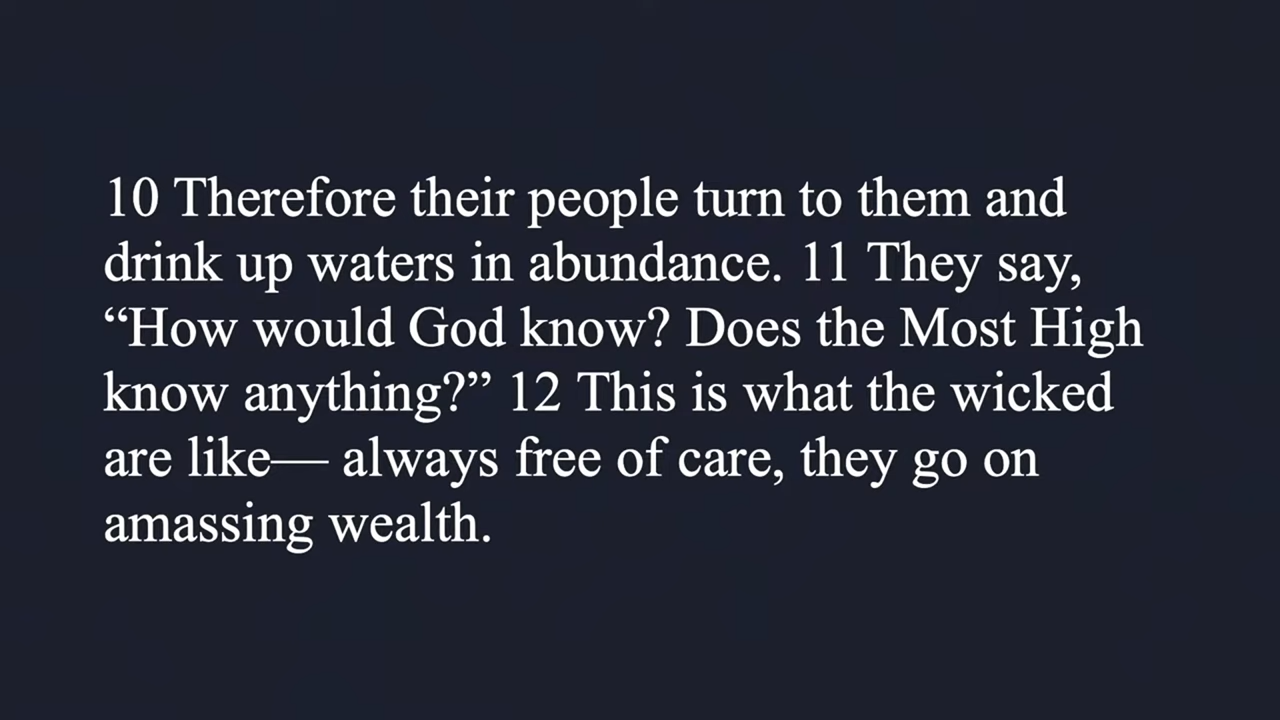 10 Therefore their people turn to them and
drink up waters in abundance. 11 They say,
“How would God know? Does the Most High
know anything?” 12 This is what the wicked
are like— always free of care, they go on
amassing wealth.